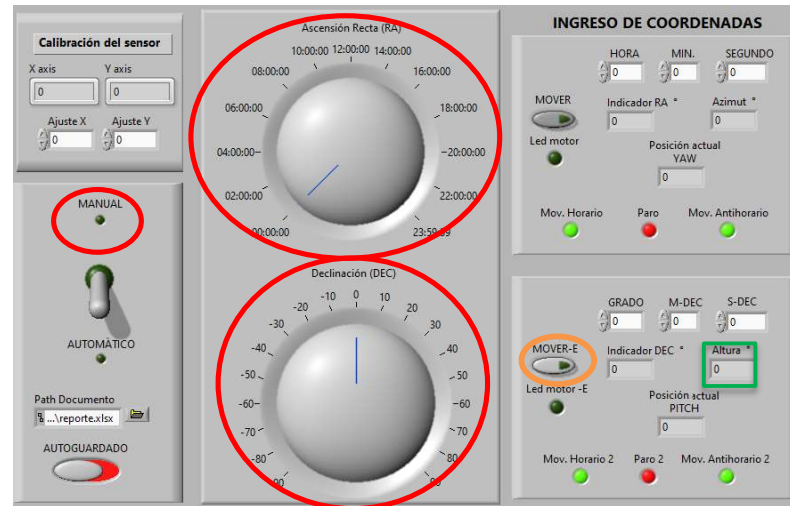 Calibración del sensor
X axis Y axis
0 0
Ajuste X Ajuste Y
0 0
MANUAL
AUTOMÀTICO
Path Documento
...\reporte.xlsx
AUTOGUARDADO
Ascensión Recta (RA)
10:00:00 12:00:00 14:00:00
08:00:00 16:00:00
06:00:00 18:00:00
04:00:00 20:00:00
02:00:00 22:00:00
00:00:00 23:59:59
Declinación (DEC)
-10 0 10
-20 20
-30 30
-40 -40
-50 -50
-60 -60
-70 -70
-80 80
90 90
INGRESO DE COORDENADAS
HORA MIN. SEGUNDO
0 0 0
MOVER Indicador RA ° Azimut °
0 0
Led motor Posición actual
YAW
0
Mov. Horario Paro Mov. Antihorario
GRADO M-DEC S-DEC
0 0 0
MOVER-E Indicador DEC ° Altura °
0 0
Led motor -E Posición actual
PITCH
0
Mov. Horario 2 Paro 2 Mov. Antihorario 2